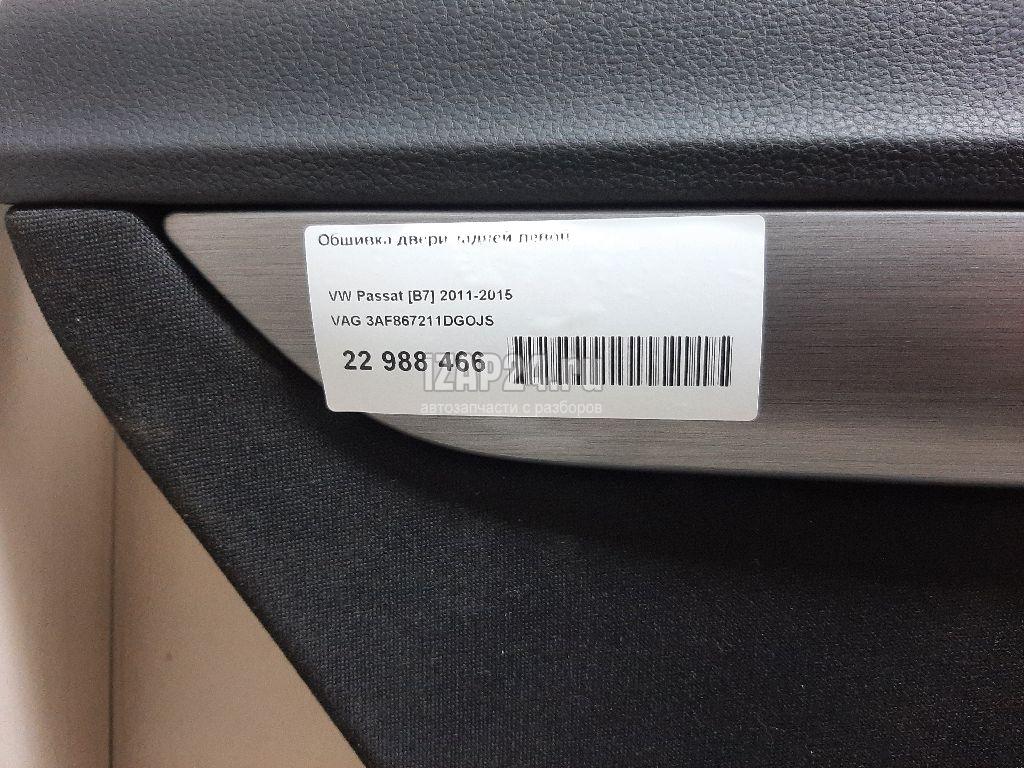 Обшивка двери задней левой
VW Passat [B7] 2011-2015
VAG 3AF867211DGOJS
22 988 466
iZAP24.ru
автозапчасти с разборов